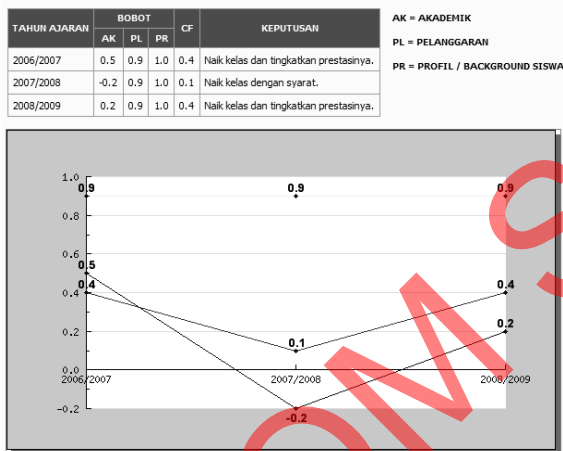 TAHUN AJARAN BOBOT CF KEPUTUSAN
AK PL PR
2006/2007 0.5 0.9 1.0 0.4 Naik kelas dan tingkatkan prestasinya.
2007/2008 -0.2 0.9 1.0 0.1 Naik kelas dengan syarat.
2008/2009 0.2 0.9 1.0 0.4 Naik kelas dan tingkatkan prestasinya.
AK = AKADEMIK
PL = PELANGGARAN
PR = PROFIL / BACKGROUND SISWA
1.0
0.9 0.9 0.9
0.8
0.6
0.5
0.4 0.4
0.4
0.2 0.2
0.1
0.0
2006/2007 2007/2008 2008/2009
-0.2 -0.2
OM S